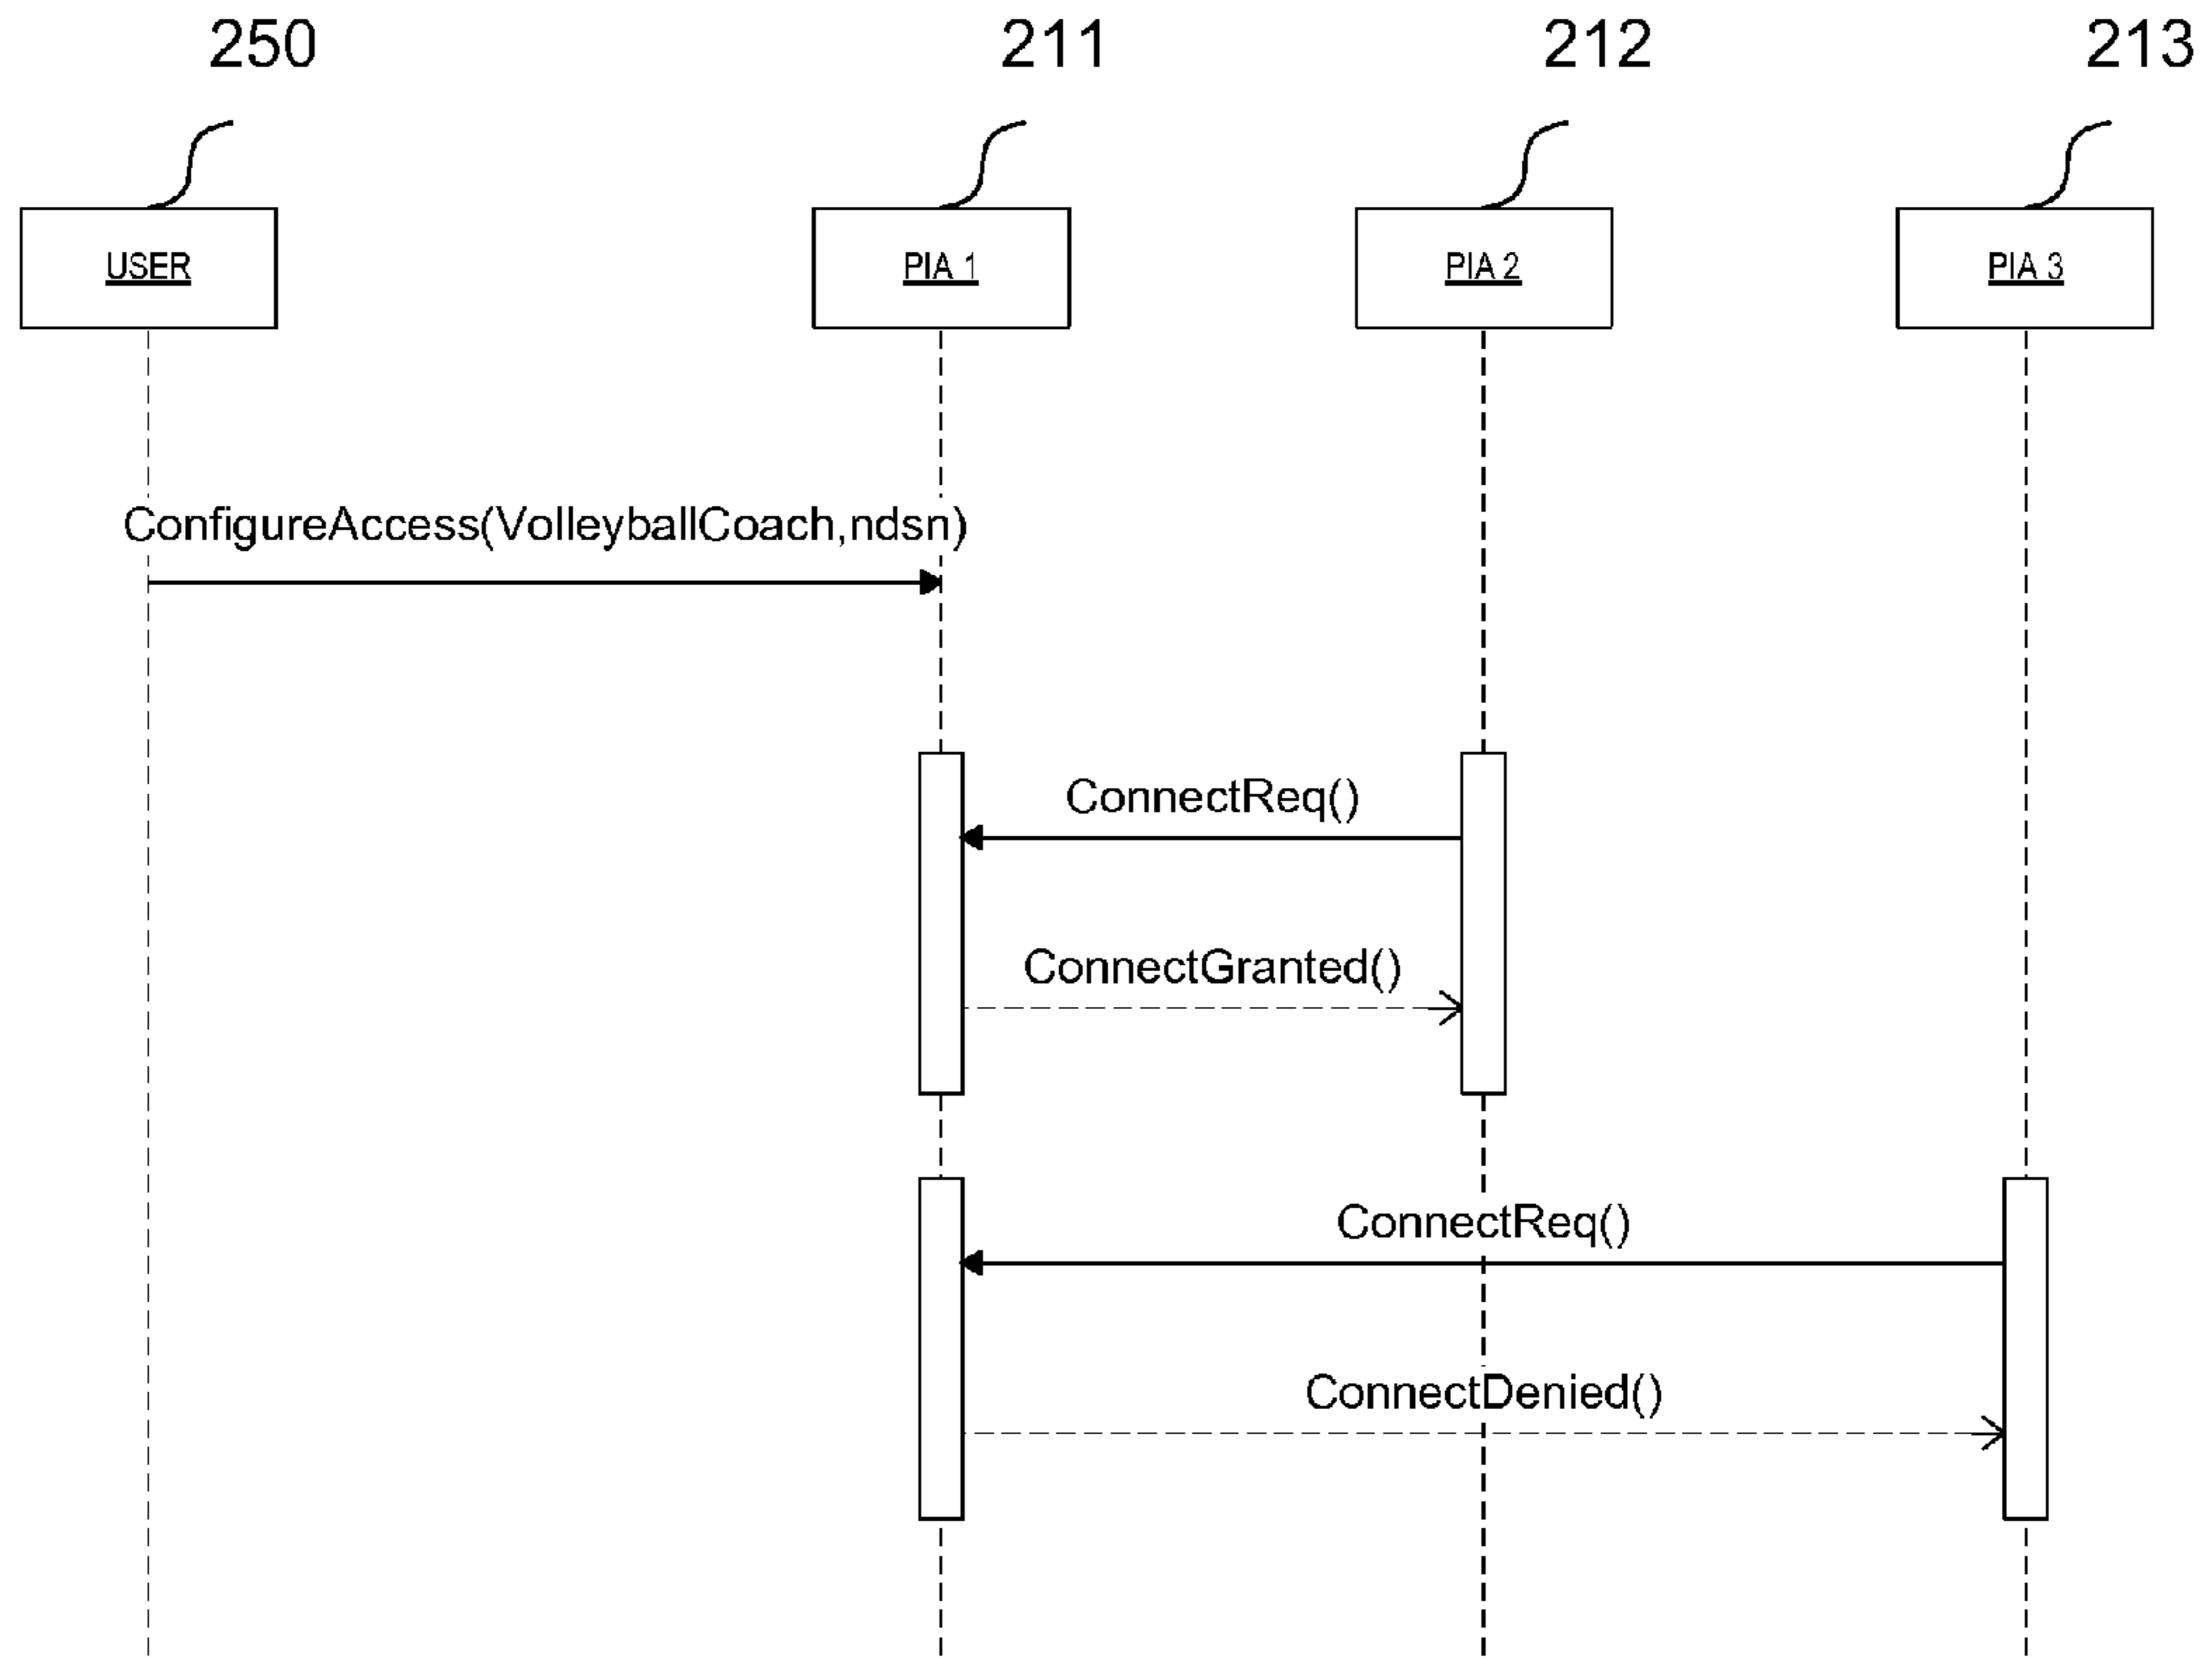 250 211 212 213
USER PIA 1 PIA 2 PIA 3
ConfigureAccess(VolleyballCoach,ndsn)
ConnectReq()
ConnectGranted()
ConnectReq()
ConnectDenied()